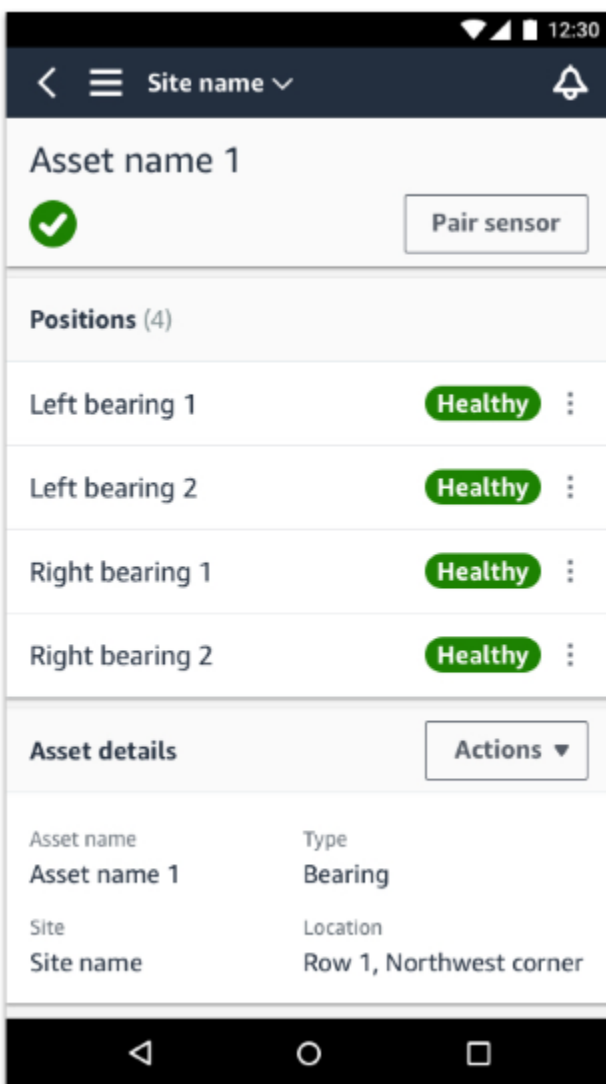 12:30
Site name
Asset name 1
Pair sensor
Positions (4)
Left bearing 1 Healthy
Left bearing 2 Healthy
Right bearing 1 Healthy
Right bearing 2 Healthy
Asset details Actions
Asset name Type
Asset name 1 Bearing
Site Location
Site name Row 1, Northwest corner